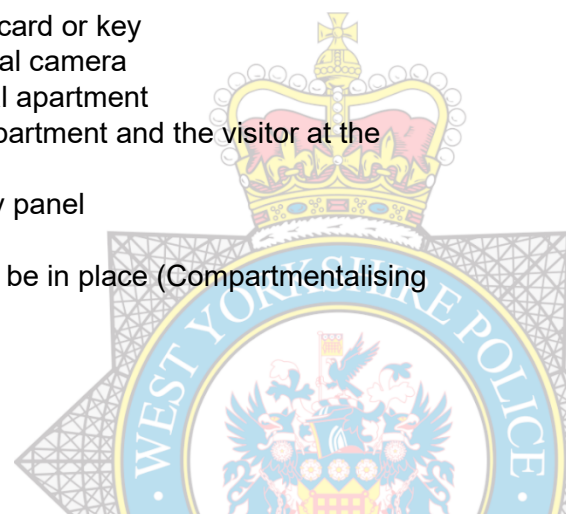 card or key
al camera
l apartment
partment and the visitor at the
panel
be in place (Compartmentalising
WEST YORKSHIRE POLICE